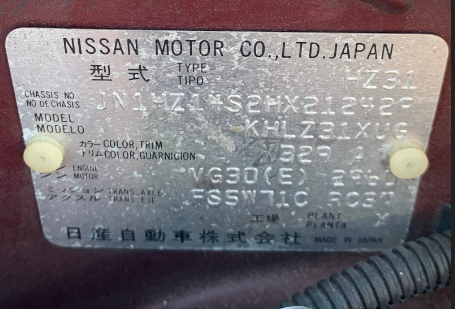 NISSAN MOTOR CO.,LTD.JAPAN
型式 TYPE TIPO HZ31
CHASSIS NO NO DE CHASIS JN1HZ14S2HX212429
MODEL MODELO KHLZ31XUG
カラー COLOR,TRIM トリム COLOR,GUARNICION 329
エンジン ENGINE MOTOR VG30(E) 2960
ミッション TRANS. アクスル TRANS. AXLE EJE FS5W71C RC37
工場 PLANT PLANTA X
日産自動車株式会社 MADE IN JAPAN